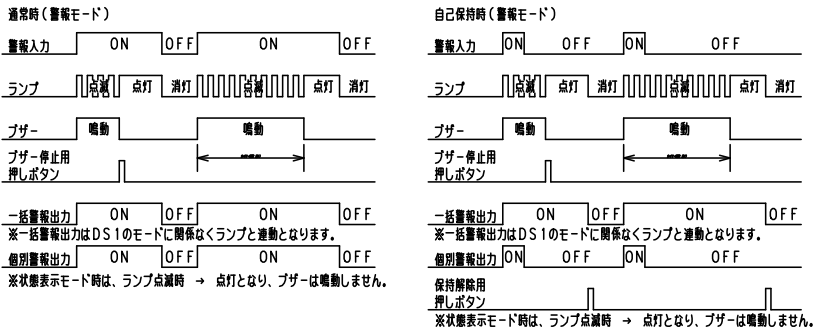 通常時(警報モード)
警報入力 ON OFF ON OFF
ランプ 点滅 点灯 消灯 点滅 点灯 消灯
ブザー 鳴動 鳴動
ブザー停止用
押しボタン
一括警報出力 ON OFF ON OFF
※一括警報出力はDS1のモードに関係なくランプと連動となります。
個別警報出力 ON OFF ON OFF
※状態表示モード時は、ランプ点滅時 → 点灯となり、ブザーは鳴動しません。
自己保持時(警報モード)
警報入力 ON OFF ON OFF
ランプ 点滅 点灯 消灯 点滅 点灯 消灯
ブザー 鳴動 鳴動
ブザー停止用
押しボタン
一括警報出力 ON OFF ON OFF
※一括警報出力はDS1のモードに関係なくランプと連動となります。
個別警報出力 ON OFF ON OFF
保持解除用
押しボタン
※状態表示モード時は、ランプ点滅時 → 点灯となり、ブザーは鳴動しません。